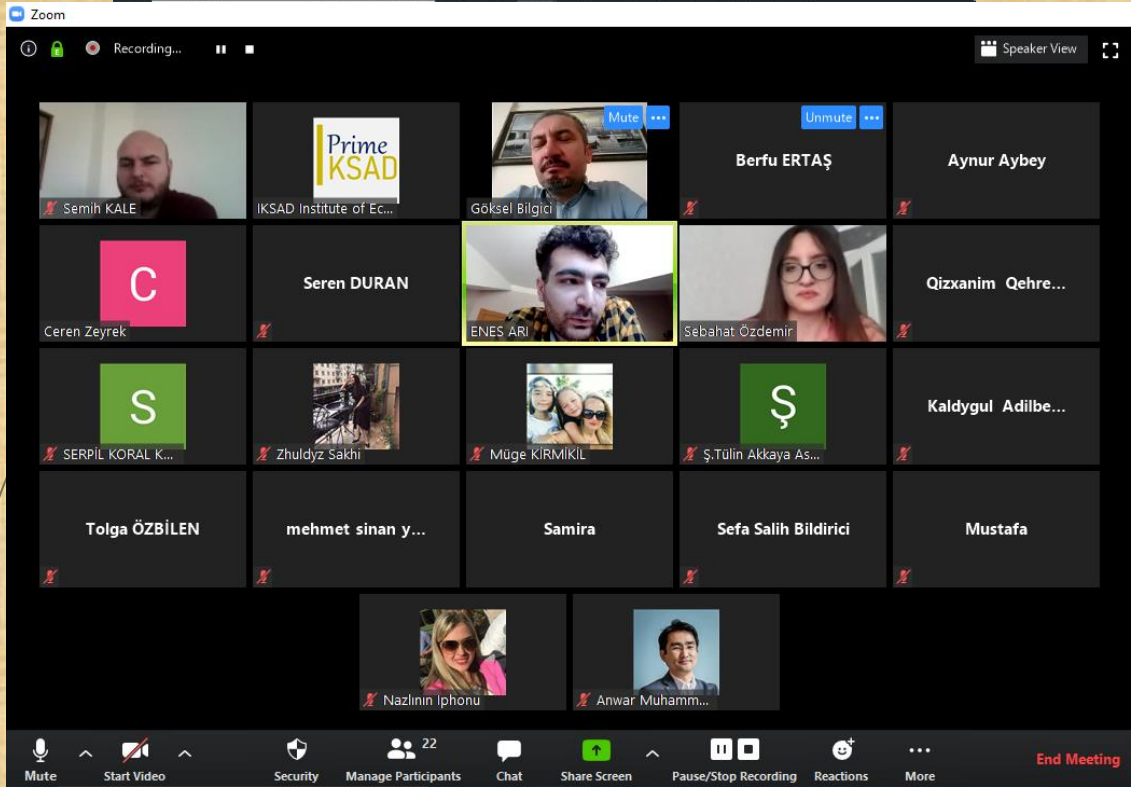 Zoom
Recording...
Speaker View
Semih KALE
Prime
KSAD
IKSAD Institute of Ec...
Mute
Göksel Bilgici
Unmute
Berfu ERTAŞ
Aynur Aybey
C
Ceren Zeyrek
Seren DURAN
ENES ARI
Sebahat Özdemir
Qizxanim Qehre...
S
SERPİL KORAL K...
Zhuldyz Sakhi
Müge KİRMİKİL
Ş
Ş.Tülin Akkaya As...
Kaldygul Adilbe...
Tolga ÖZBİLEN
mehmet sinan y...
Samira
Sefa Salih Bildirici
Mustafa
Nazlının Iphonu
Anwar Muhamm...
Mute
Start Video
Security
22
Manage Participants
Chat
Share Screen
Pause/Stop Recording
Reactions
More
End Meeting